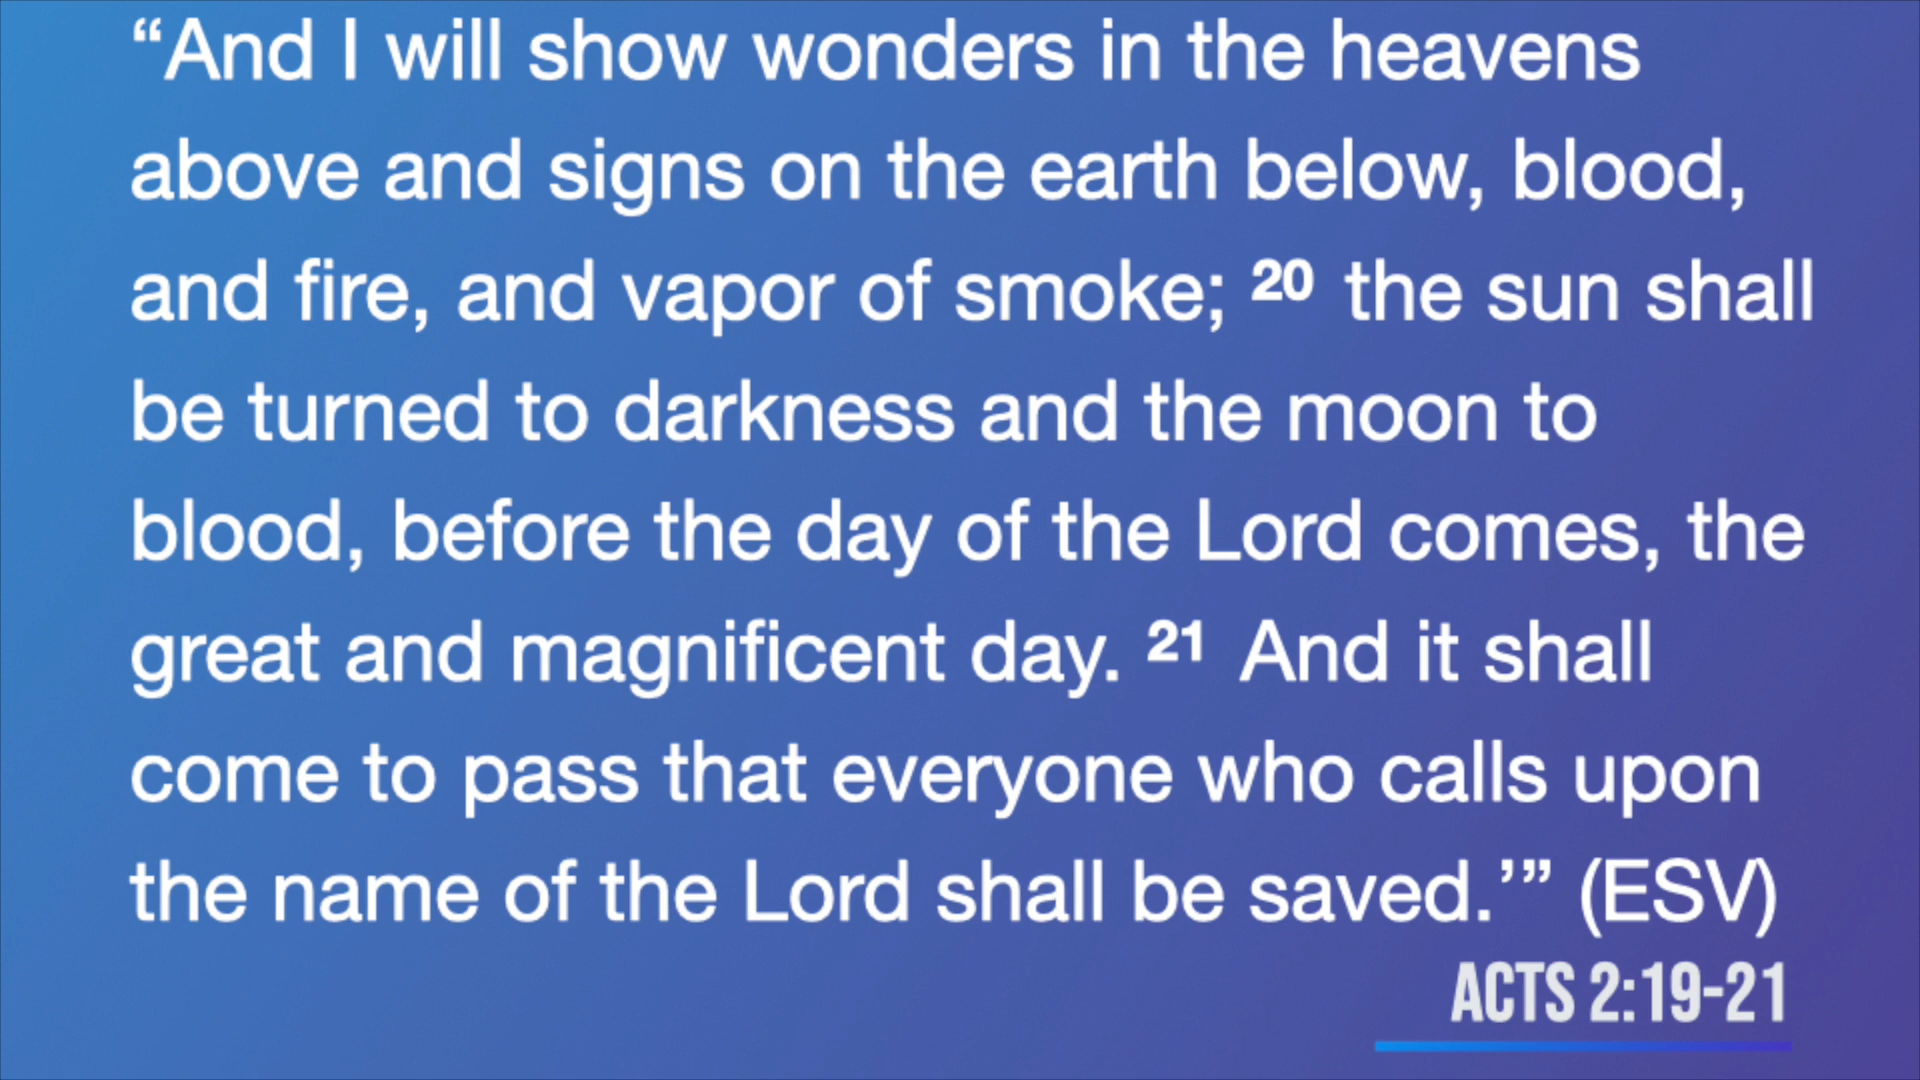 “And I will show wonders in the heavens
above and signs on the earth below, blood,
and fire, and vapor of smoke; 20 the sun shall
be turned to darkness and the moon to
blood, before the day of the Lord comes, the
great and magnificent day. 21 And it shall
come to pass that everyone who calls upon
the name of the Lord shall be saved.’” (ESV)
ACTS 2:19-21